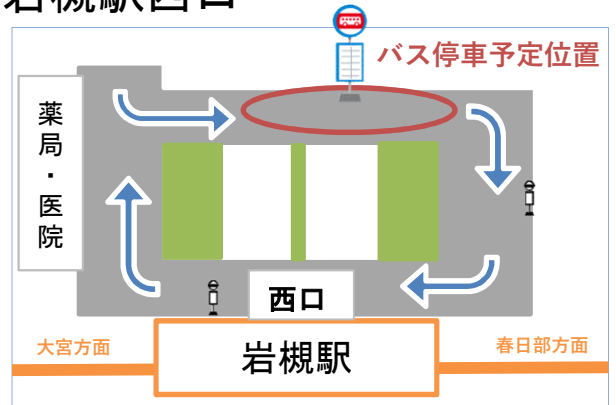 岩槻駅西口
バス停車予定位置
薬局・医院
西口
大宮方面
岩槻駅
春日部方面